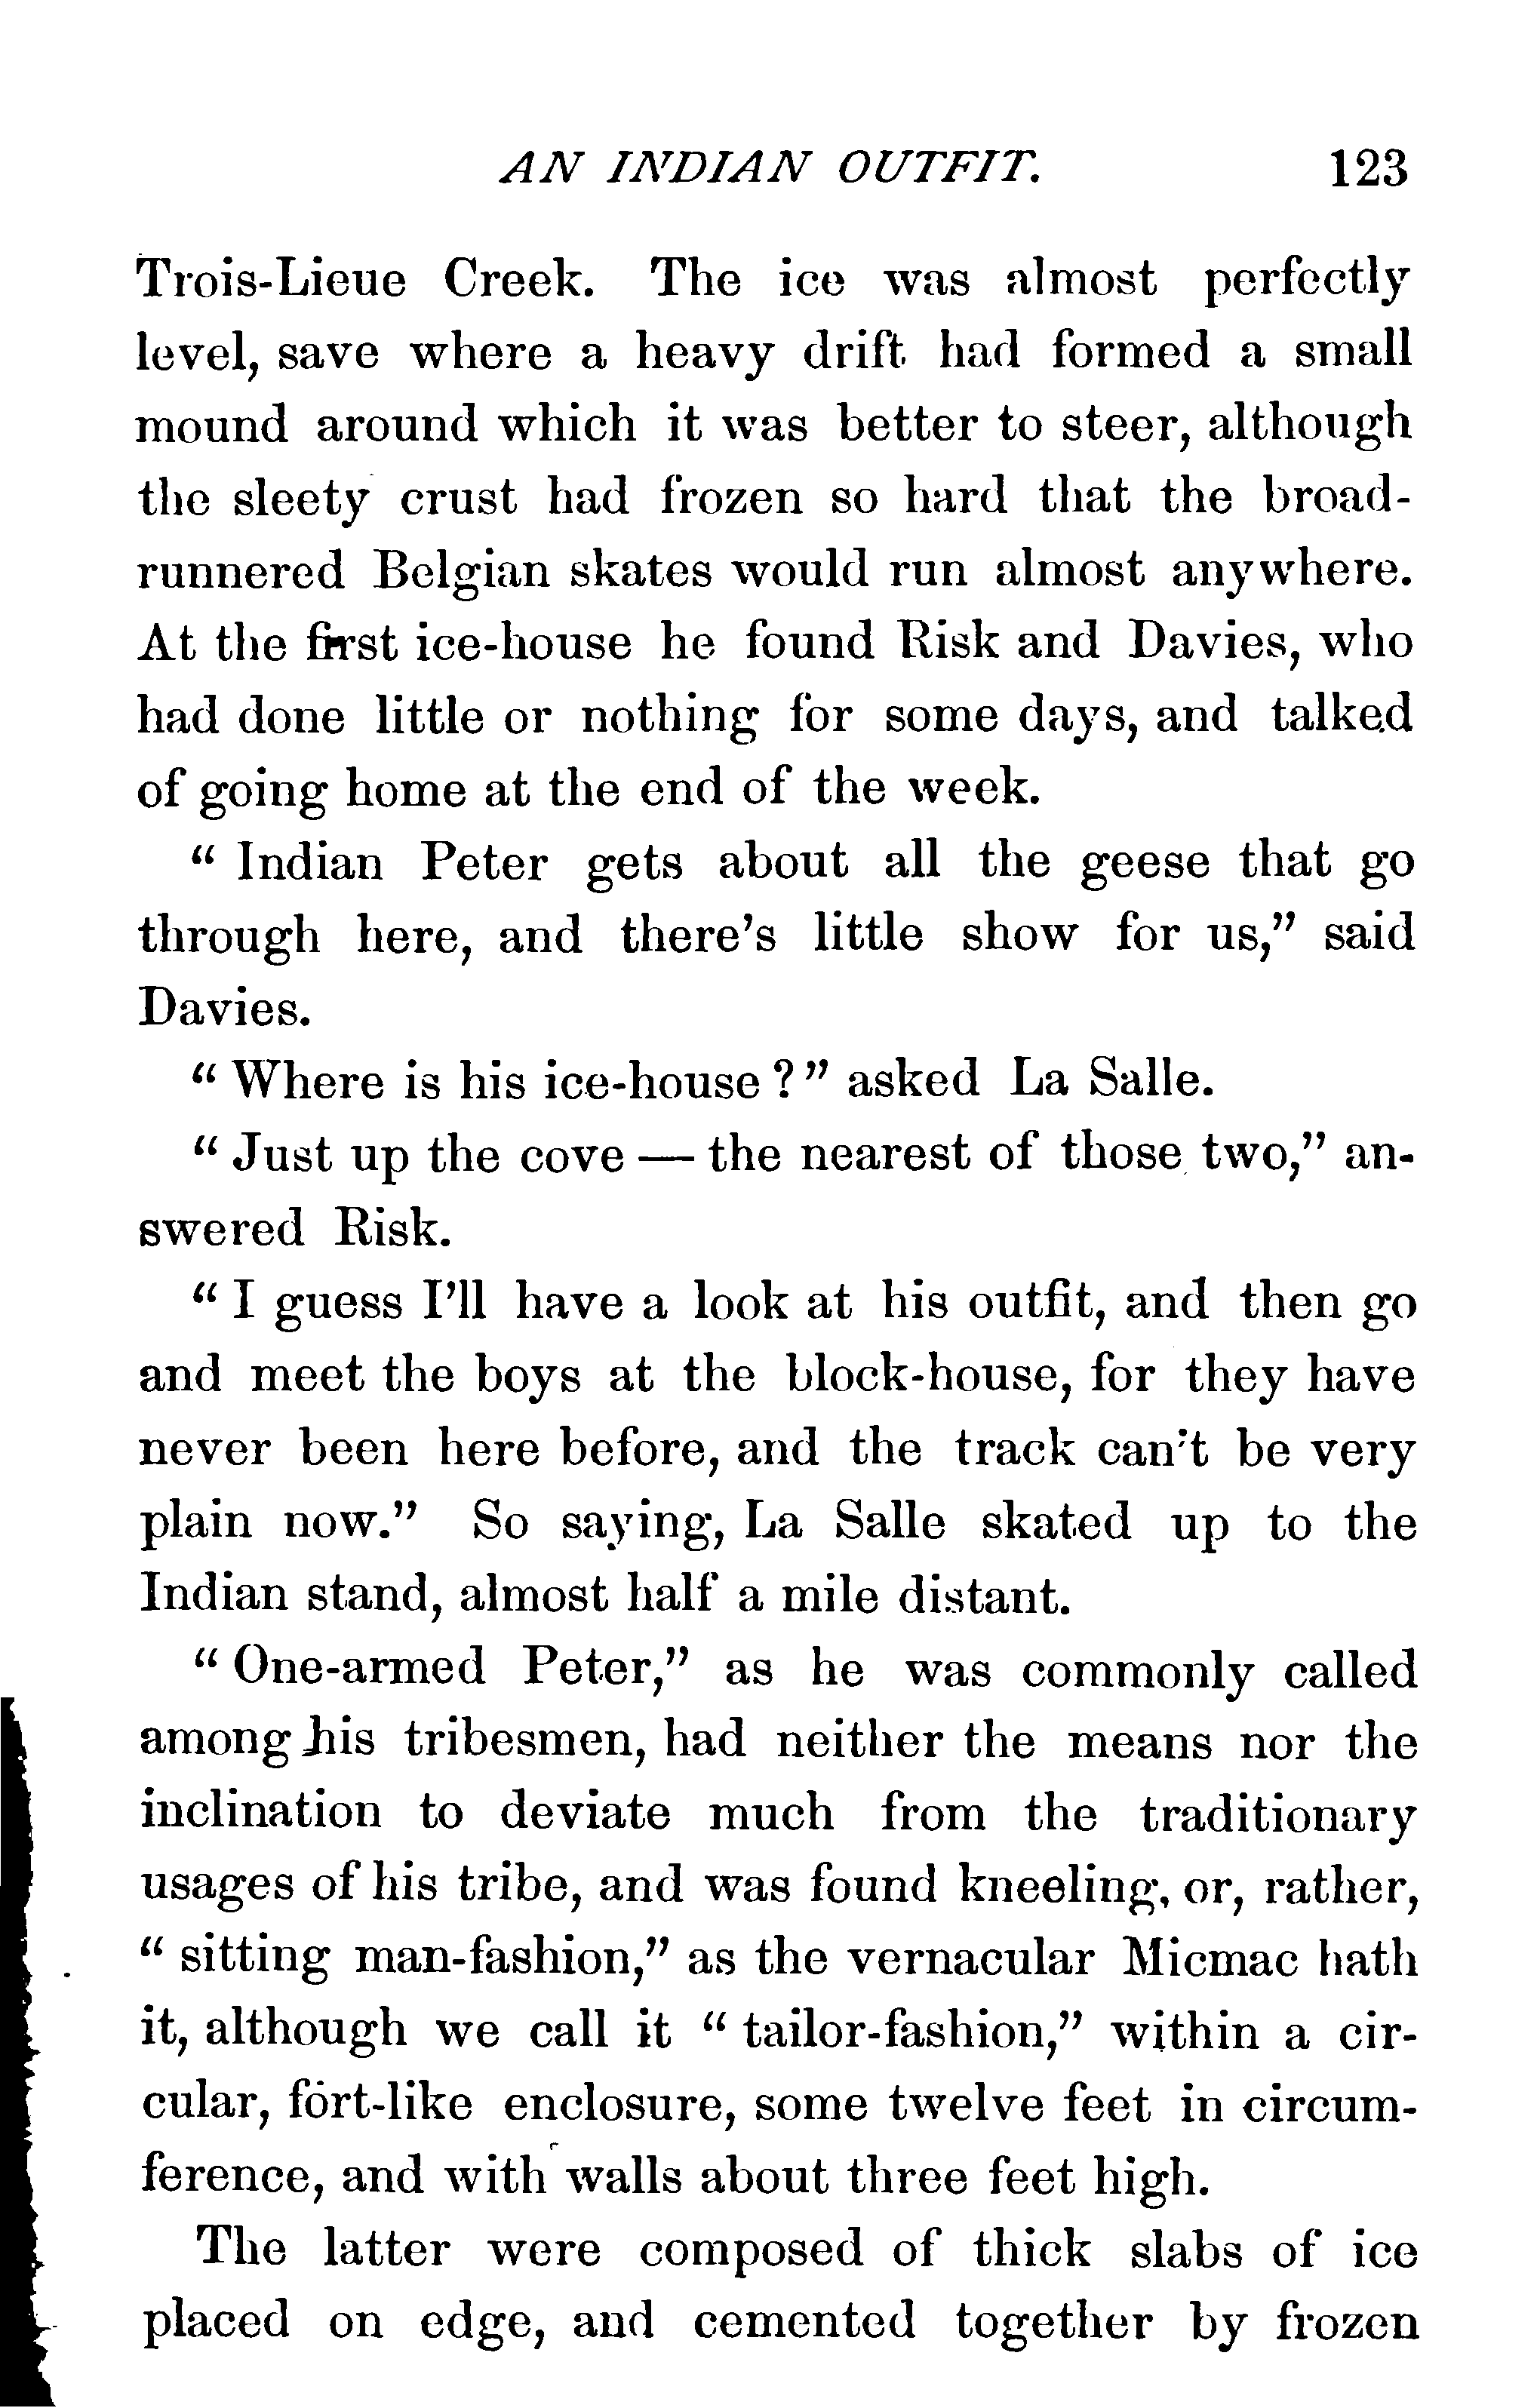 AN INDIAN OUTFIT. 123
Trois-Lieue Creek. The ice was almost perfectly
level, save where a heavy drift had formed a small
mound around which it was better to steer, although
the sleety crust had frozen so hard that the broad-
runnered Belgian skates would run almost anywhere.
At the first ice-house he found Risk and Davies, who
had done little or nothing for some days, and talked
of going home at the end of the week.
" Indian Peter gets about all the geese that go
through here, and there's little show for us," said
Davies.
" Where is his ice-house ? " asked La Salle.
" Just up the cove — the nearest of those two," an-
swered Risk.
" I guess I'll have a look at his outfit, and then go
and meet the boys at the block-house, for they have
never been here before, and the track can't be very
plain now." So saying, La Salle skated up to the
Indian stand, almost half a mile distant.
" One-armed Peter," as he was commonly called
among his tribesmen, had neither the means nor the
inclination to deviate much from the traditionary
usages of his tribe, and was found kneeling, or, rather,
" sitting man-fashion," as the vernacular Micmac hath
it, although we call it " tailor-fashion," within a cir-
cular, fort-like enclosure, some twelve feet in circum-
ference, and with walls about three feet high.
The latter were composed of thick slabs of ice
placed on edge, and cemented together by frozen